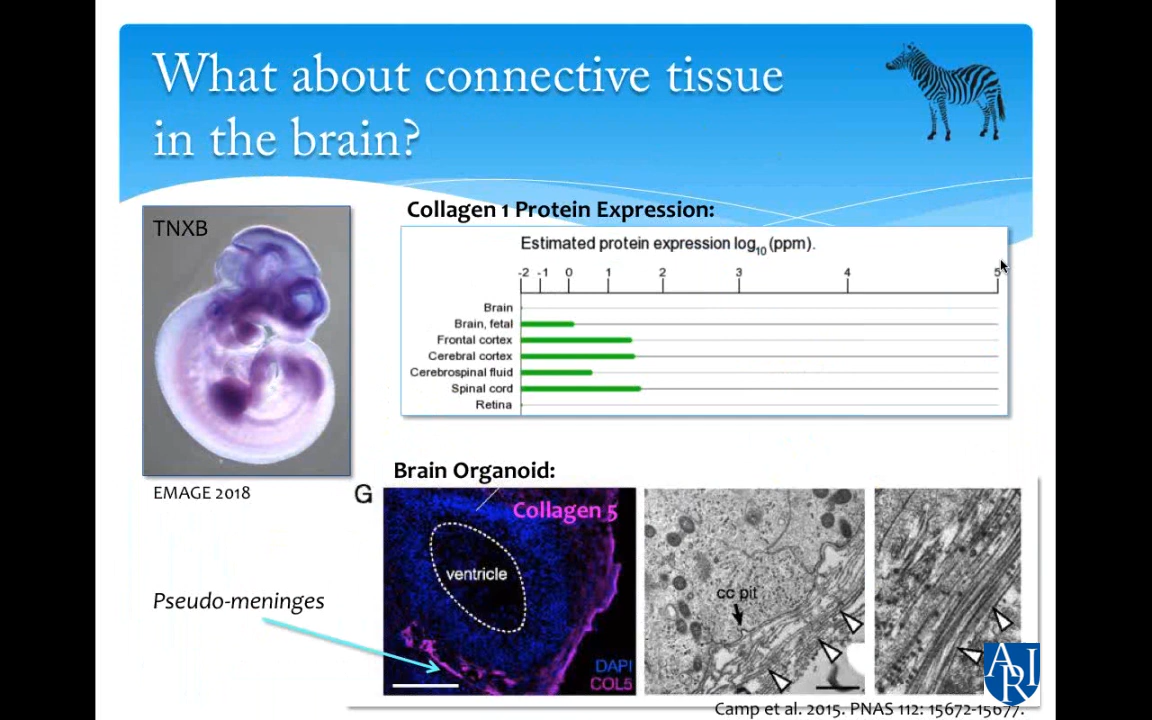 What about connective tissue
in the brain?
TNXB
Collagen 1 Protein Expression:
Estimated protein expression log10 (ppm).
-2 -1 0 1 2 3 4 5
Brain
Brain, fetal
Frontal cortex
Cerebral cortex
Cerebrospinal fluid
Spinal cord
Retina
EMAGE 2018
Brain Organoid:
G
Collagen 5
ventricle
cc pit
Pseudo-meninges
DAPI
COL5
ADRI
Camp et al. 2015. PNAS 112: 15672-15677.